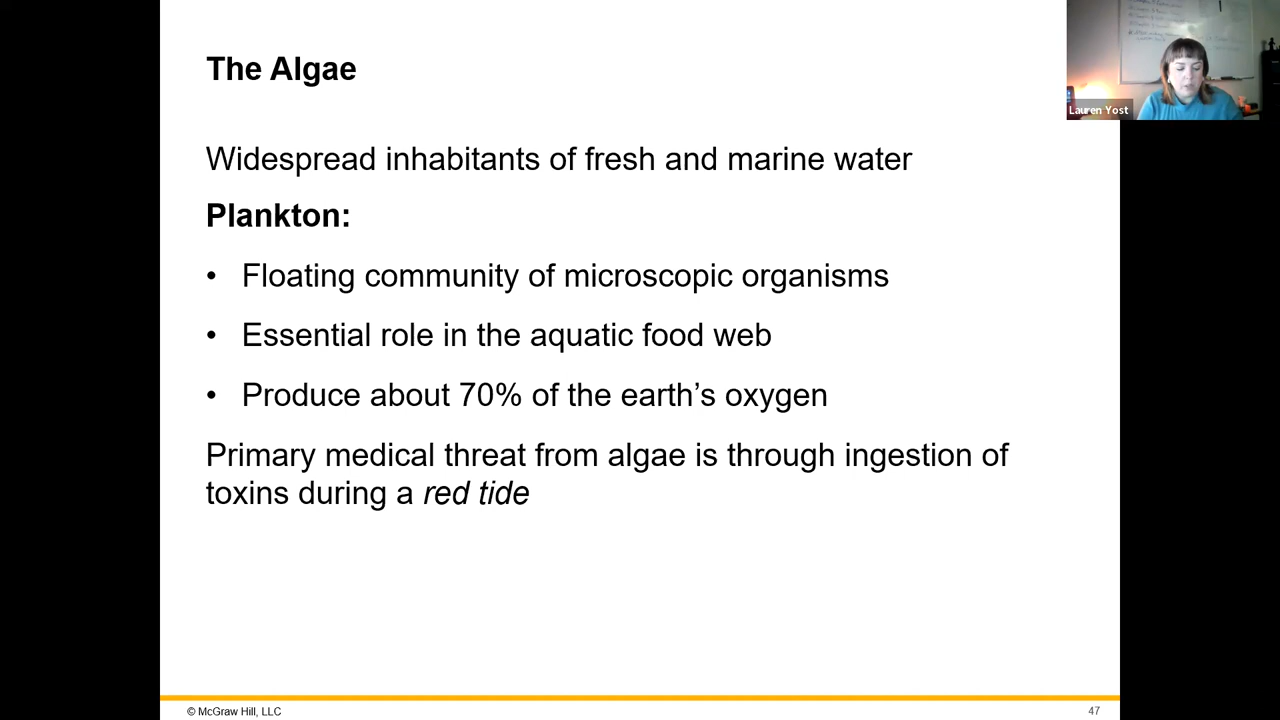 The Algae
Lauren Yost
Widespread inhabitants of fresh and marine water
Plankton:
• Floating community of microscopic organisms
• Essential role in the aquatic food web
• Produce about 70% of the earth’s oxygen
Primary medical threat from algae is through ingestion of
toxins during a red tide
© McGraw Hill, LLC
47